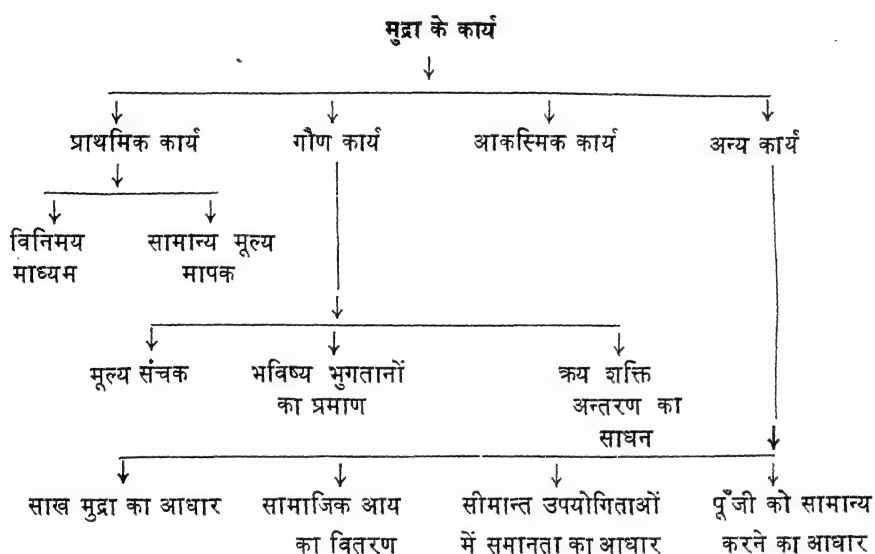 मुद्रा के कार्य
प्राथमिक कार्य गौण कार्य आकस्मिक कार्य अन्य कार्य
विनिमय सामान्य मूल्य
माध्यम मापक
मूल्य संचक भविष्य भुगतानों क्रय शक्ति
का प्रमाण अन्तरण का
साधन
साख मुद्रा का आधार सामाजिक आय सीमान्त उपयोगिताओं पूँजी को सामान्य
का वितरण में समानता का आधार करने का आधार